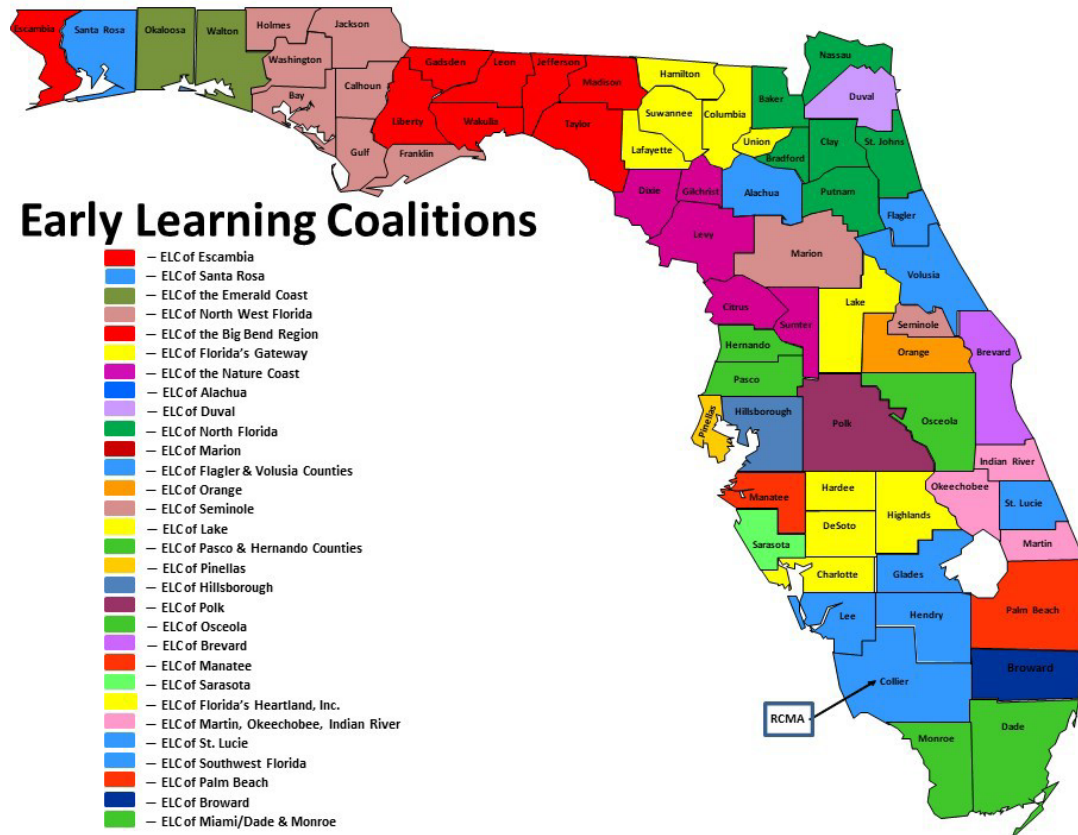 Escambia
Santa Rosa
Okaloosa
Walton
Holmes
Jackson
Washington
Bay
Calhoun
Gulf
Franklin
Gadsden
Leon
Jefferson
Madison
Liberty
Wakulla
Taylor
Hamilton
Suwannee
Columbia
Lafayette
Union
Nassau
Baker
Duval
Clay
St. Johns
Bradford
Putnam
Dixie
Gilchrist
Alachua
Levy
Flagler
Marion
Volusia
Citrus
Sumter
Lake
Seminole
Orange
Brevard
Hernando
Pasco
Pinellas
Hillsborough
Polk
Osceola
Indian River
Manatee
Hardee
Okeechobee
St. Lucie
Highlands
DeSoto
Sarasota
Martin
Charlotte
Glades
Palm Beach
Lee
Hendry
Broward
Collier
RCMA
Monroe
Dade
Early Learning Coalitions
— ELC of Escambia
— ELC of Santa Rosa
— ELC of the Emerald Coast
— ELC of North West Florida
— ELC of the Big Bend Region
— ELC of Florida's Gateway
— ELC of the Nature Coast
— ELC of Alachua
— ELC of Duval
— ELC of North Florida
— ELC of Marion
— ELC of Flagler & Volusia Counties
— ELC of Orange
— ELC of Seminole
— ELC of Lake
— ELC of Pasco & Hernando Counties
— ELC of Pinellas
— ELC of Hillsborough
— ELC of Polk
— ELC of Osceola
— ELC of Brevard
— ELC of Manatee
— ELC of Sarasota
— ELC of Florida's Heartland, Inc.
— ELC of Martin, Okeechobee, Indian River
— ELC of St. Lucie
— ELC of Southwest Florida
— ELC of Palm Beach
— ELC of Broward
— ELC of Miami/Dade & Monroe